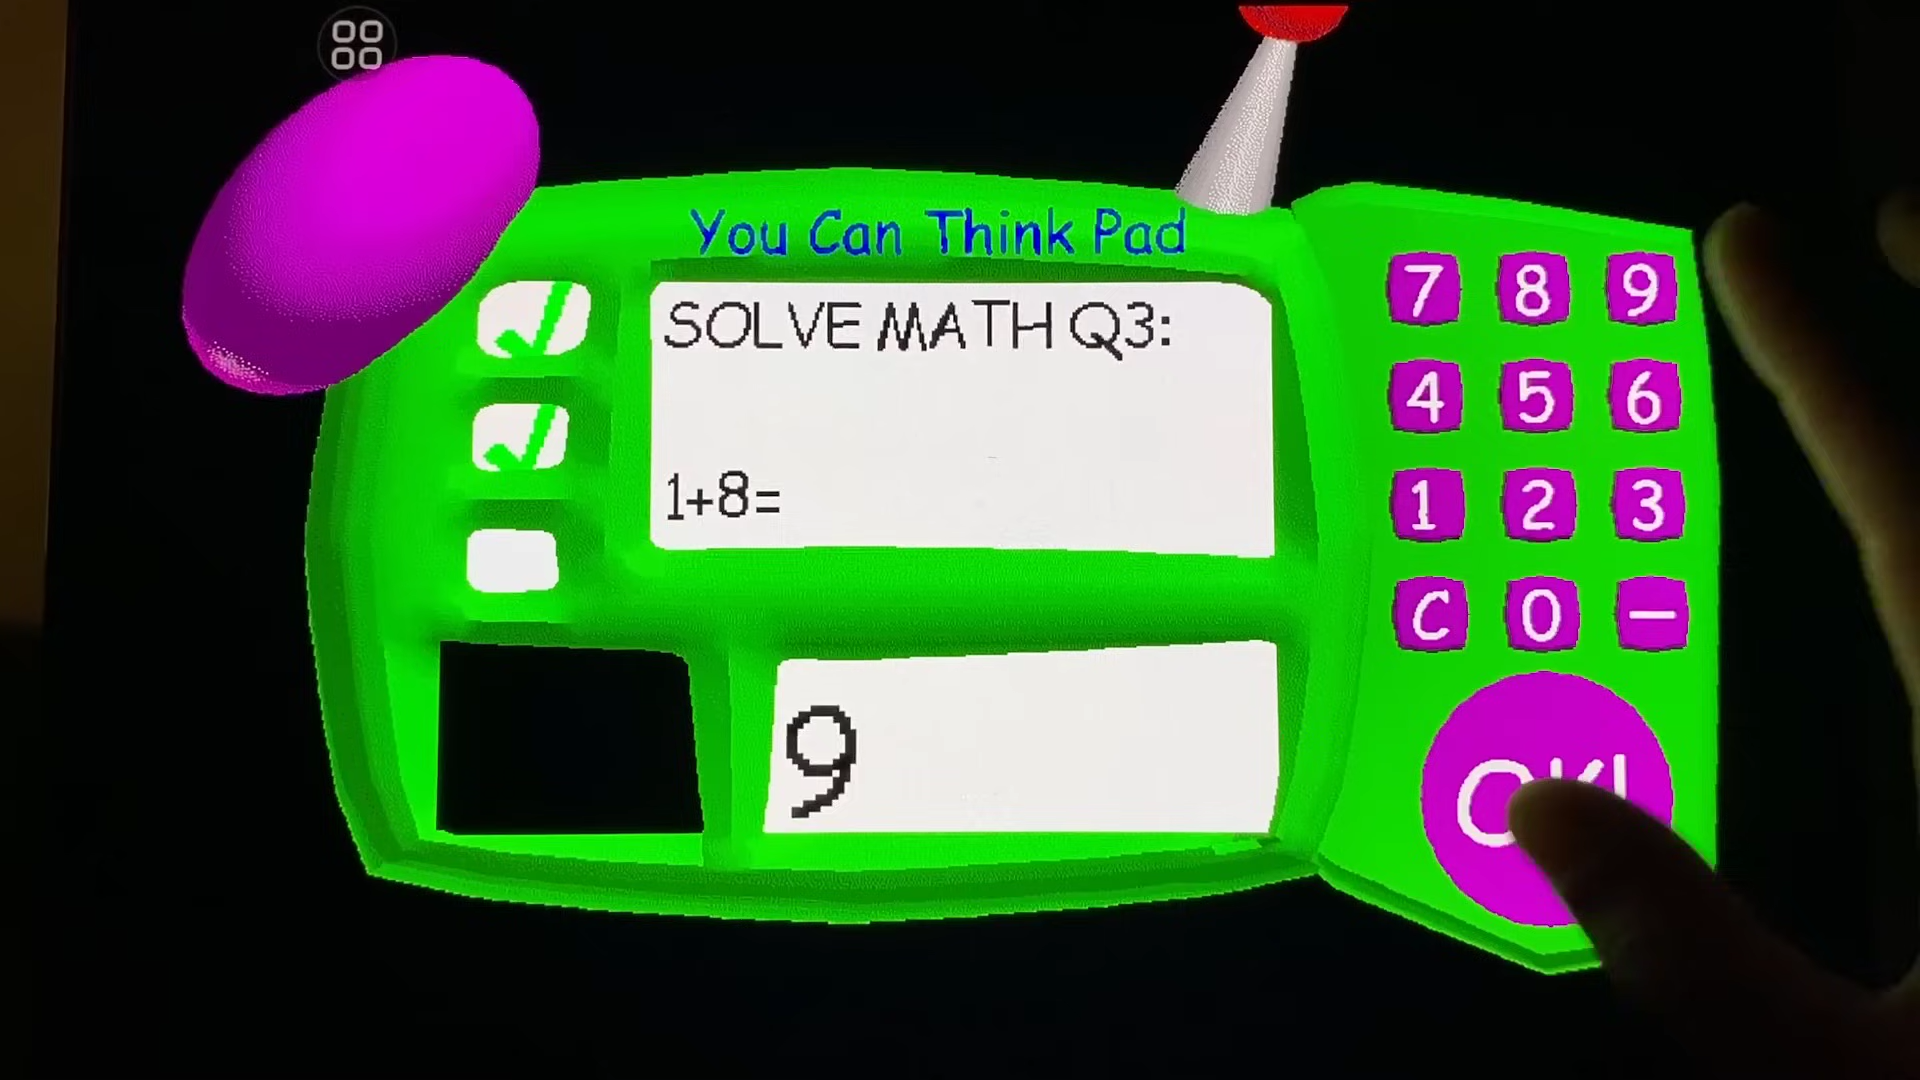 You Can Think Pad
SOLVE MATH Q3:
1+8=
9
7 8 9
4 5 6
1 2 3
C 0 −
OK!